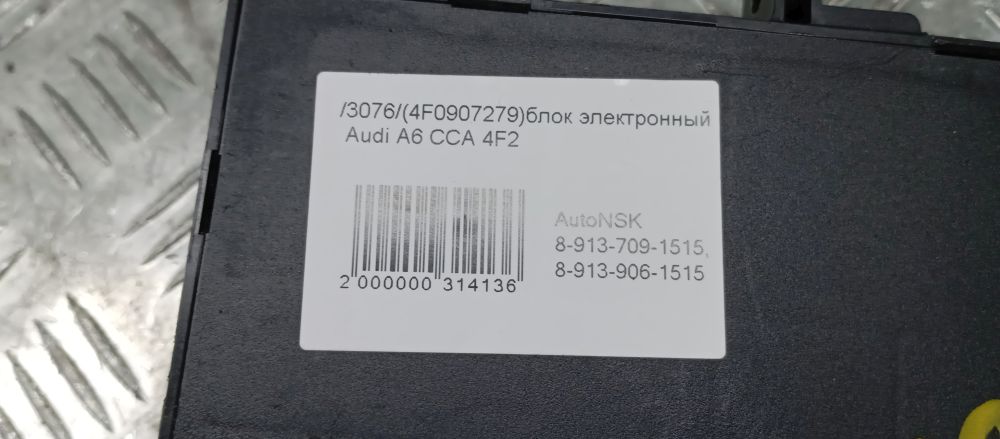 /3076/(4F0907279)блок электронный
Audi A6 CCA 4F2
AutoNSK
8-913-709-1515,
8-913-906-1515
2 000000 314136